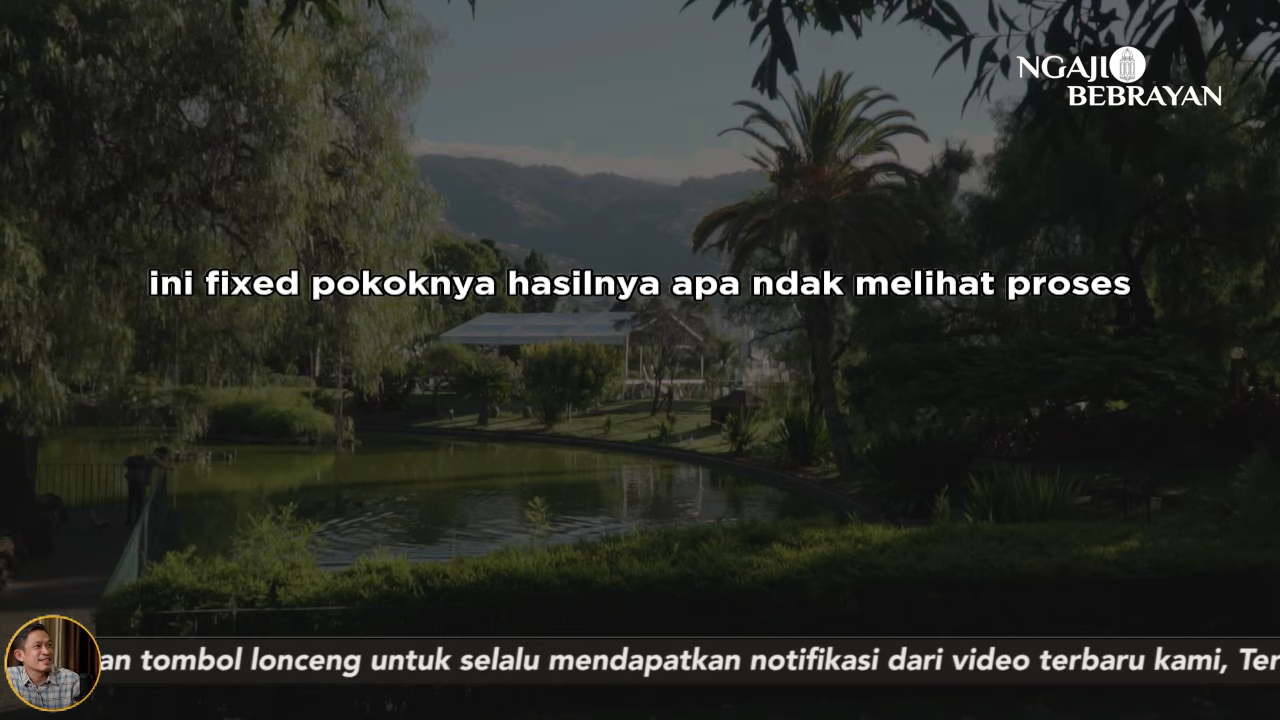 NGAJI
BEBRAYAN
ini fixed pokoknya hasilnya apa ndak melihat proses
an tombol lonceng untuk selalu mendapatkan notifikasi dari video terbaru kami, Ter